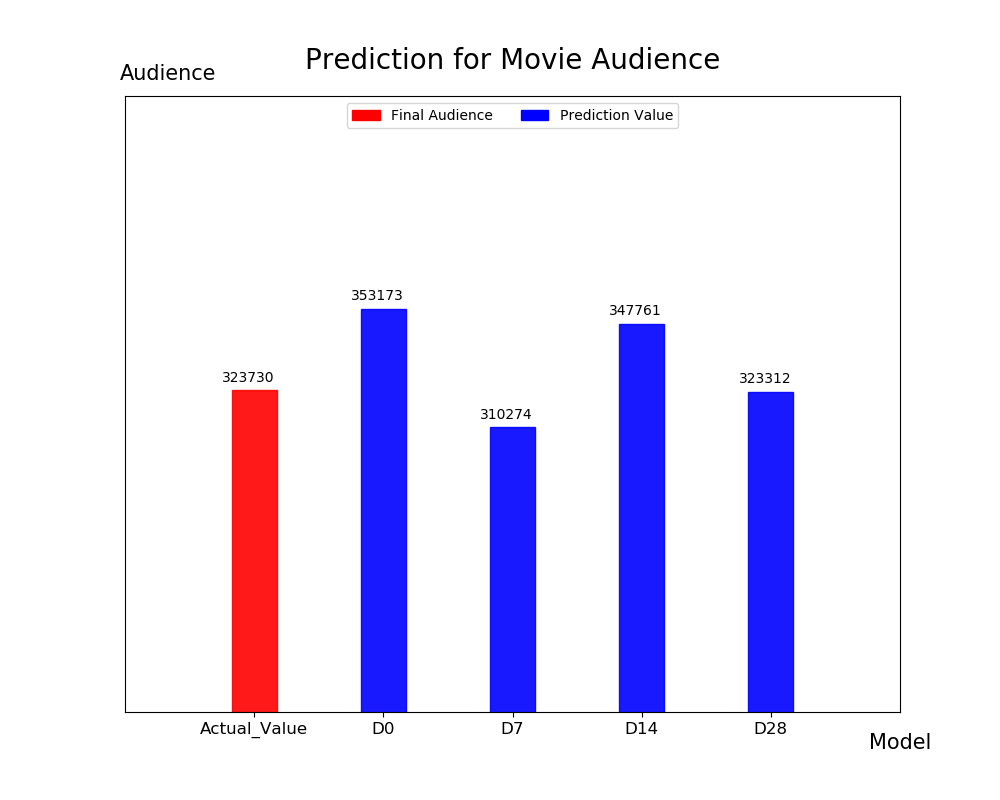 Prediction for Movie Audience
Audience
Final Audience Prediction Value
353173
347761
323730
323312
310274
Actual_Value D0 D7 D14 D28
Model